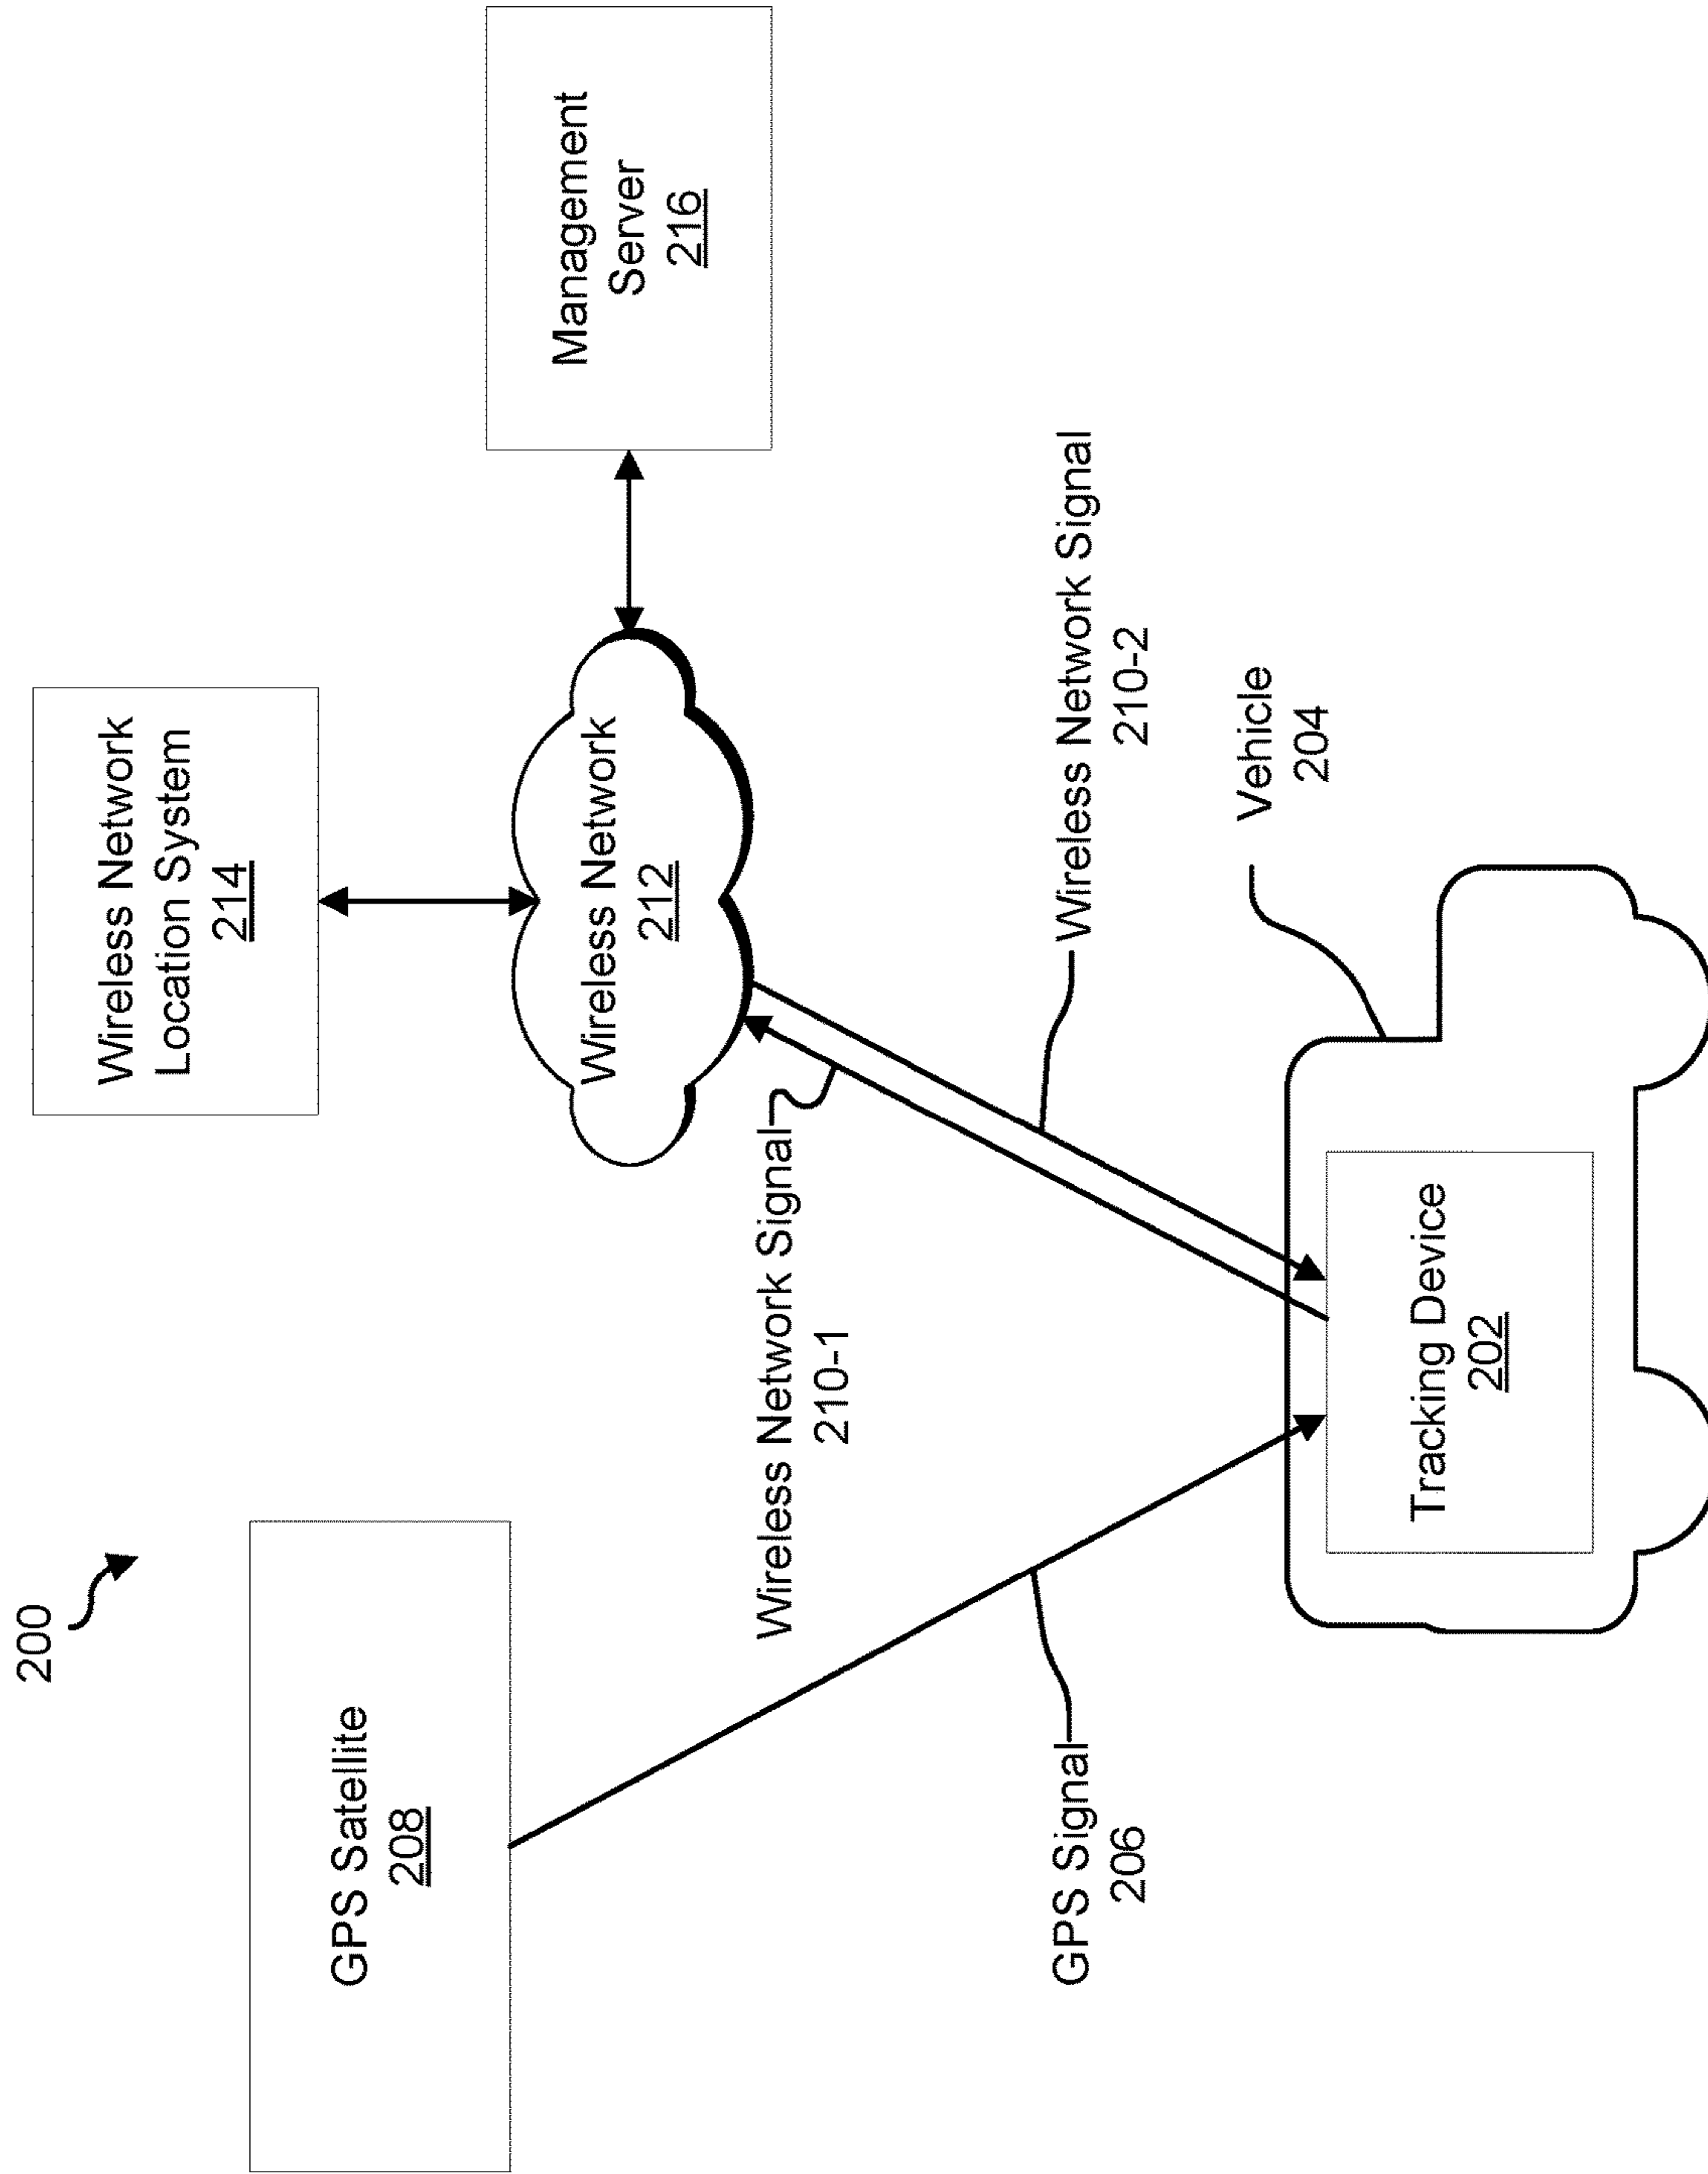 200
Wireless Network
Location System
214
GPS Satellite
208
Wireless Network
212
Management
Server
216
Wireless Network Signal
210-1
Wireless Network Signal
210-2
GPS Signal
206
Vehicle
204
Tracking Device
202